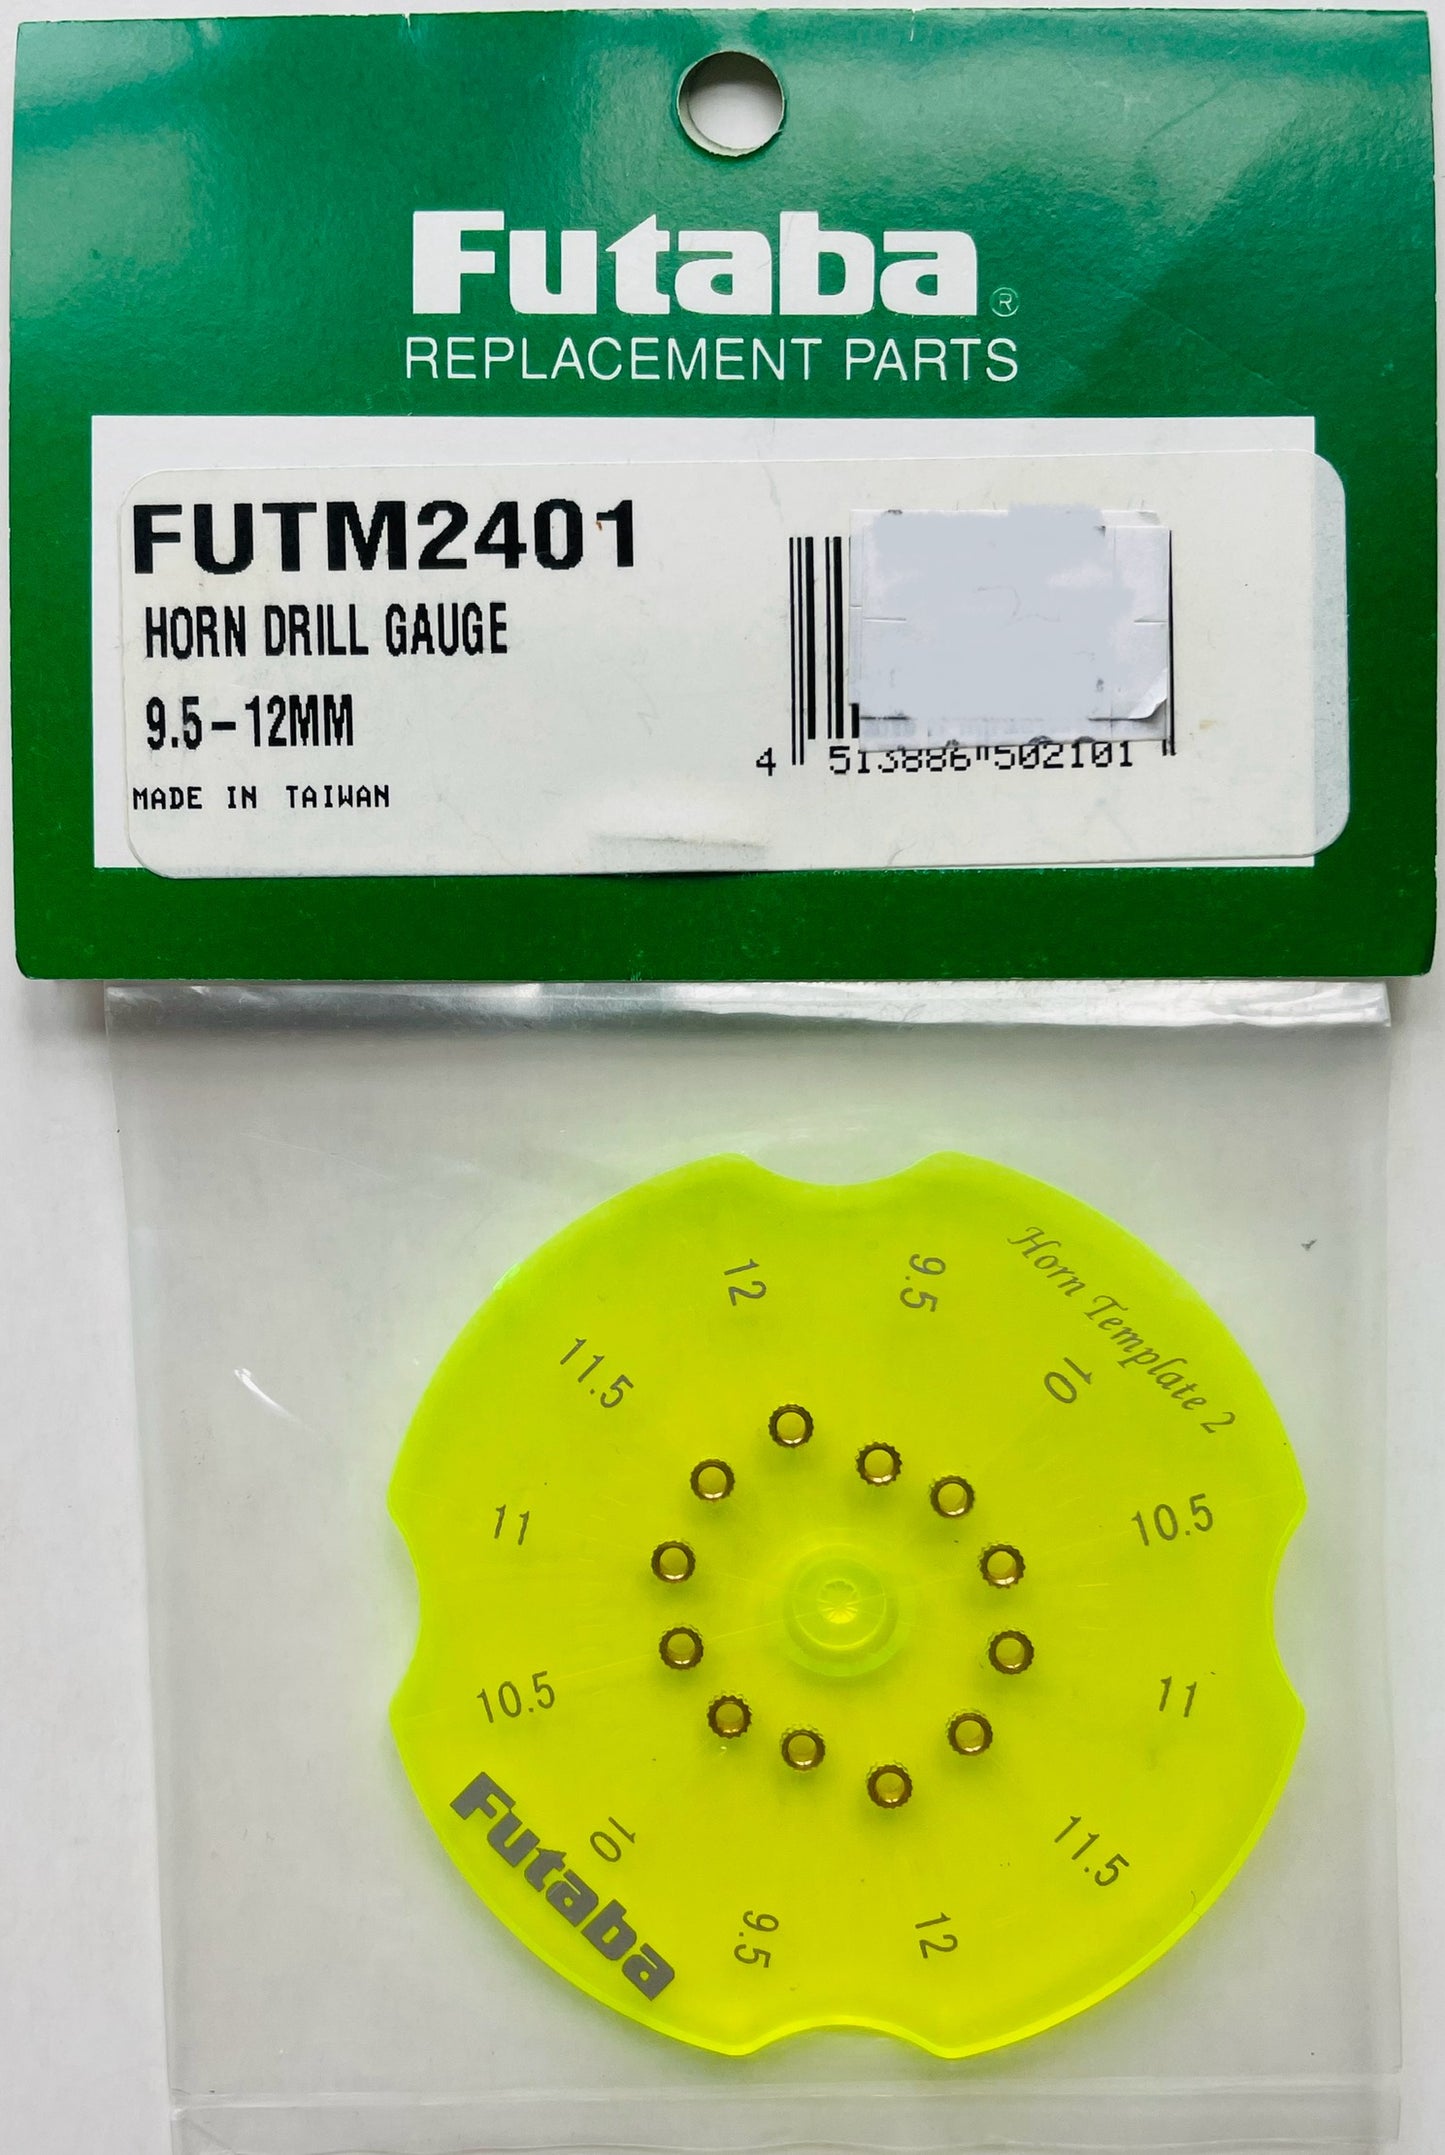 Futaba®
REPLACEMENT PARTS
FUTM2401
HORN DRILL GAUGE
9.5-12MM
MADE IN TAIWAN
4 513886 502101
Horn Template 2
12
9.5
10
10.5
11
11.5
12
9.5
10
10.5
11
11.5
Futaba